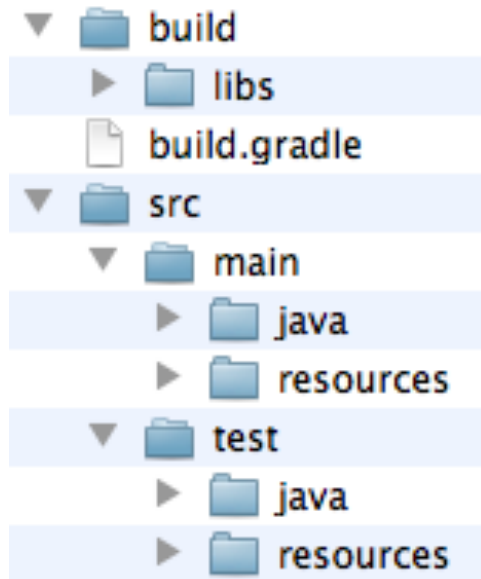 build
libs
build.gradle
src
main
java
resources
test
java
resources